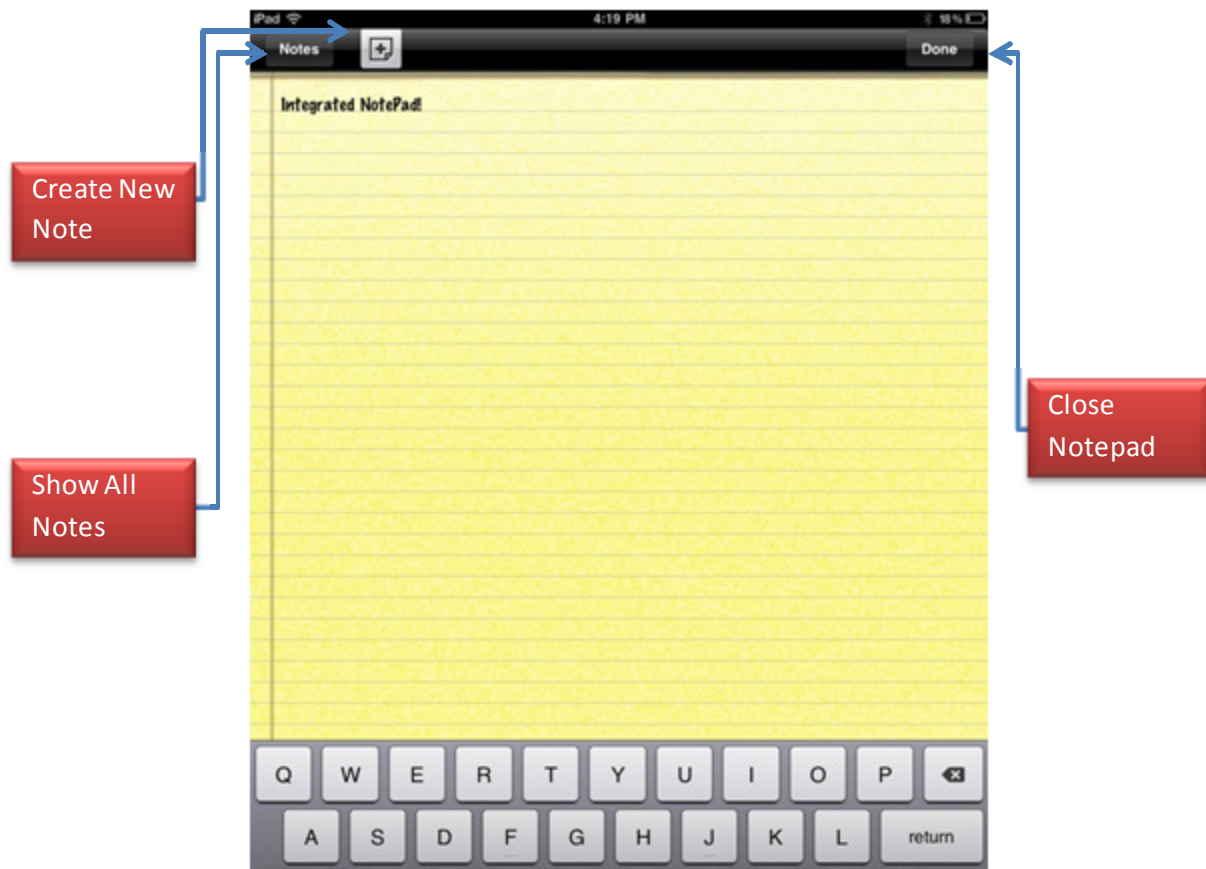 iPad 4:19 PM 18%
Notes Done
Integrated NotePad!
Create New
Note
Close
Notepad
Show All
Notes
Q W E R T Y U I O P
A S D F G H J K L return